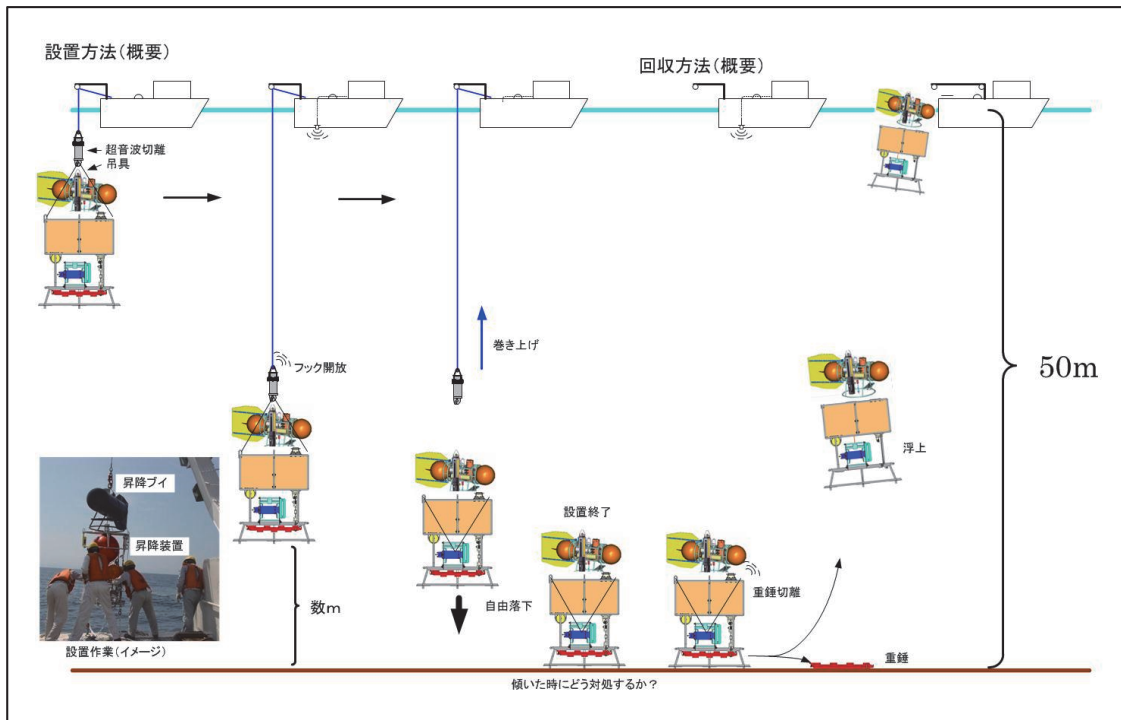 設置方法(概要)
回収方法(概要)
超音波切離
吊具
フック開放
巻き上げ
50m
浮上
昇降ブイ
昇降装置
設置終了
重錘切離
数m
自由落下
設置作業(イメージ)
重錘
傾いた時にどう対処するか?